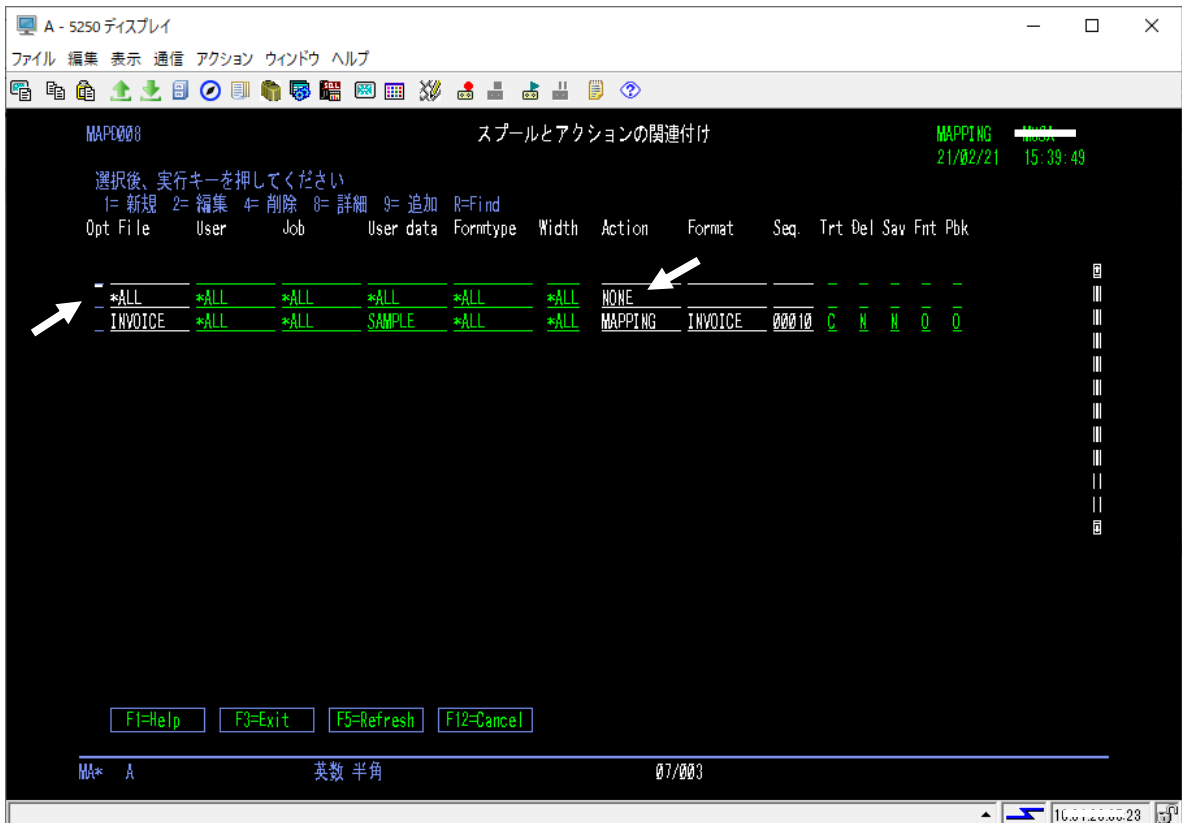 A - 5250 ディスプレイ
ファイル 編集 表示 通信 アクション ウィンドウ ヘルプ
MAPD008 スプールとアクションの関連付け MAPPING
21/02/21 15:39:49
選択後、実行キーを押してください
1= 新規 2= 編集 4= 削除 8= 詳細 9= 追加 R=Find
Opt File User Job User data Formtype Width Action Format Seq. Trt Del Sav Fnt Pbk
*ALL *ALL *ALL *ALL *ALL *ALL NONE
INVOICE *ALL *ALL SAMPLE *ALL *ALL MAPPING INVOICE 00010 C N N O O
F1=Help F3=Exit F5=Refresh F12=Cancel
MA* A 英数 半角 07/003